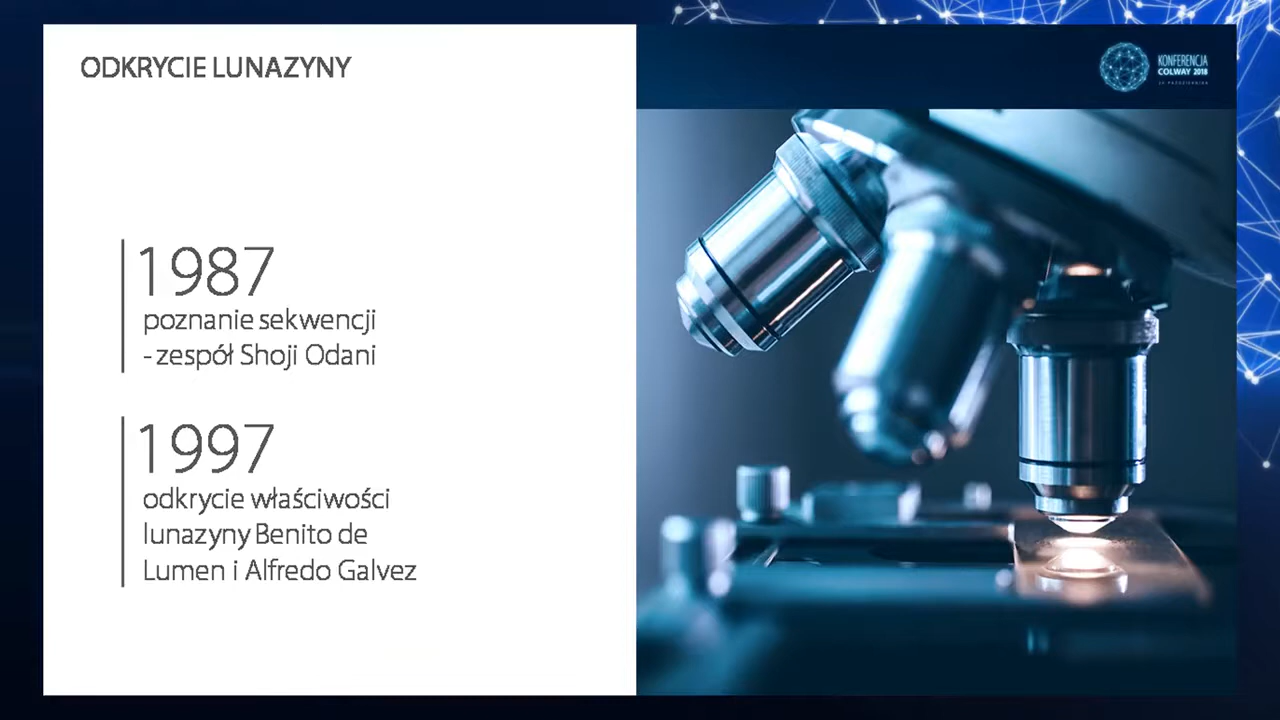 ODKRYCIE LUNAZYNY
KONFERENCJA
COLWAY 2018
1987
poznanie sekwencji
- zespół Shoji Odani
1997
odkrycie właściwości
lunazyny Benito de
Lumen i Alfredo Galvez